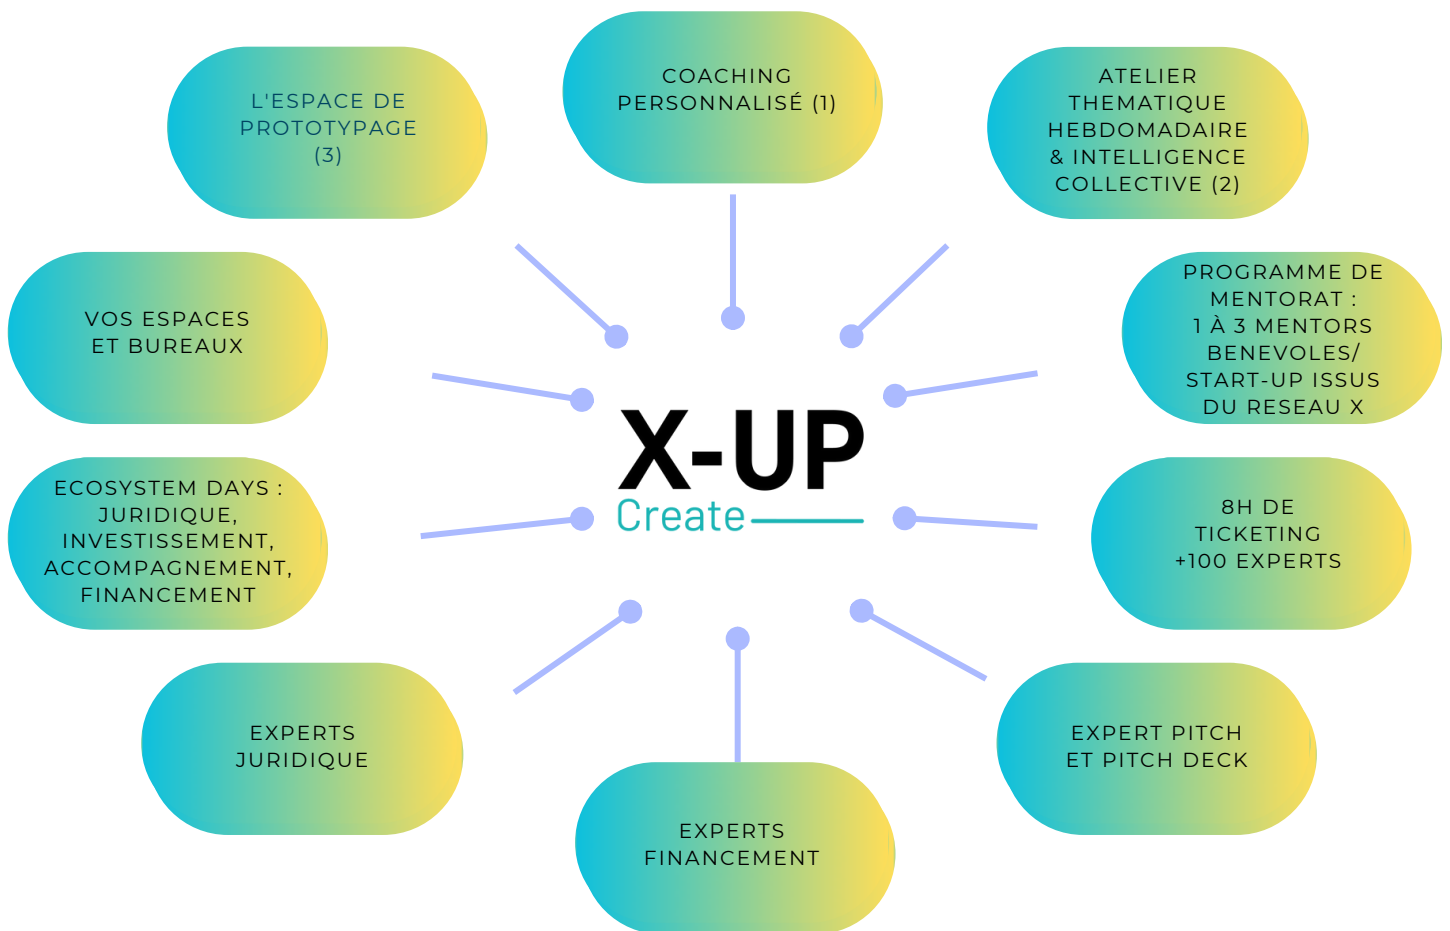 COACHING
PERSONNALISÉ (1)
ATELIER
THEMATIQUE
HEBDOMADAIRE
& INTELLIGENCE
COLLECTIVE (2)
PROGRAMME DE
MENTORAT :
1 À 3 MENTORS
BENEVOLES/
START-UP ISSUS
DU RESEAU X
8H DE
TICKETING
+100 EXPERTS
EXPERT PITCH
ET PITCH DECK
EXPERTS
FINANCEMENT
EXPERTS
JURIDIQUE
ECOSYSTEM DAYS :
JURIDIQUE,
INVESTISSEMENT,
ACCOMPAGNEMENT,
FINANCEMENT
VOS ESPACES
ET BUREAUX
L'ESPACE DE
PROTOTYPAGE
(3)
X-UP
Create